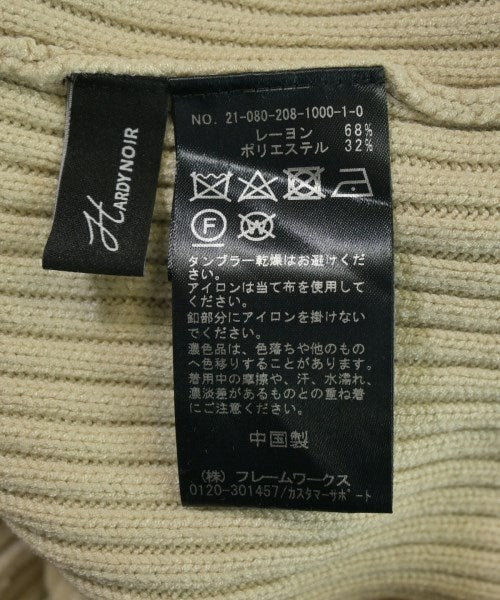 HARDY NOIR
NO. 21-080-208-1000-1-0
レーヨン 68%
ポリエステル 32%
F W
タンブラー乾燥はお避けください。
アイロンは当て布を使用してください。
釦部分にアイロンを掛けないでください。
濃色品は、色落ちや他のものへ色移りすることがあります。
着用中の摩擦や、汗、水濡れ、濃淡差があるものとの重ね着にご注意ください。
中国製
(株) フレームワークス
0120-301457/カスタマーサポート